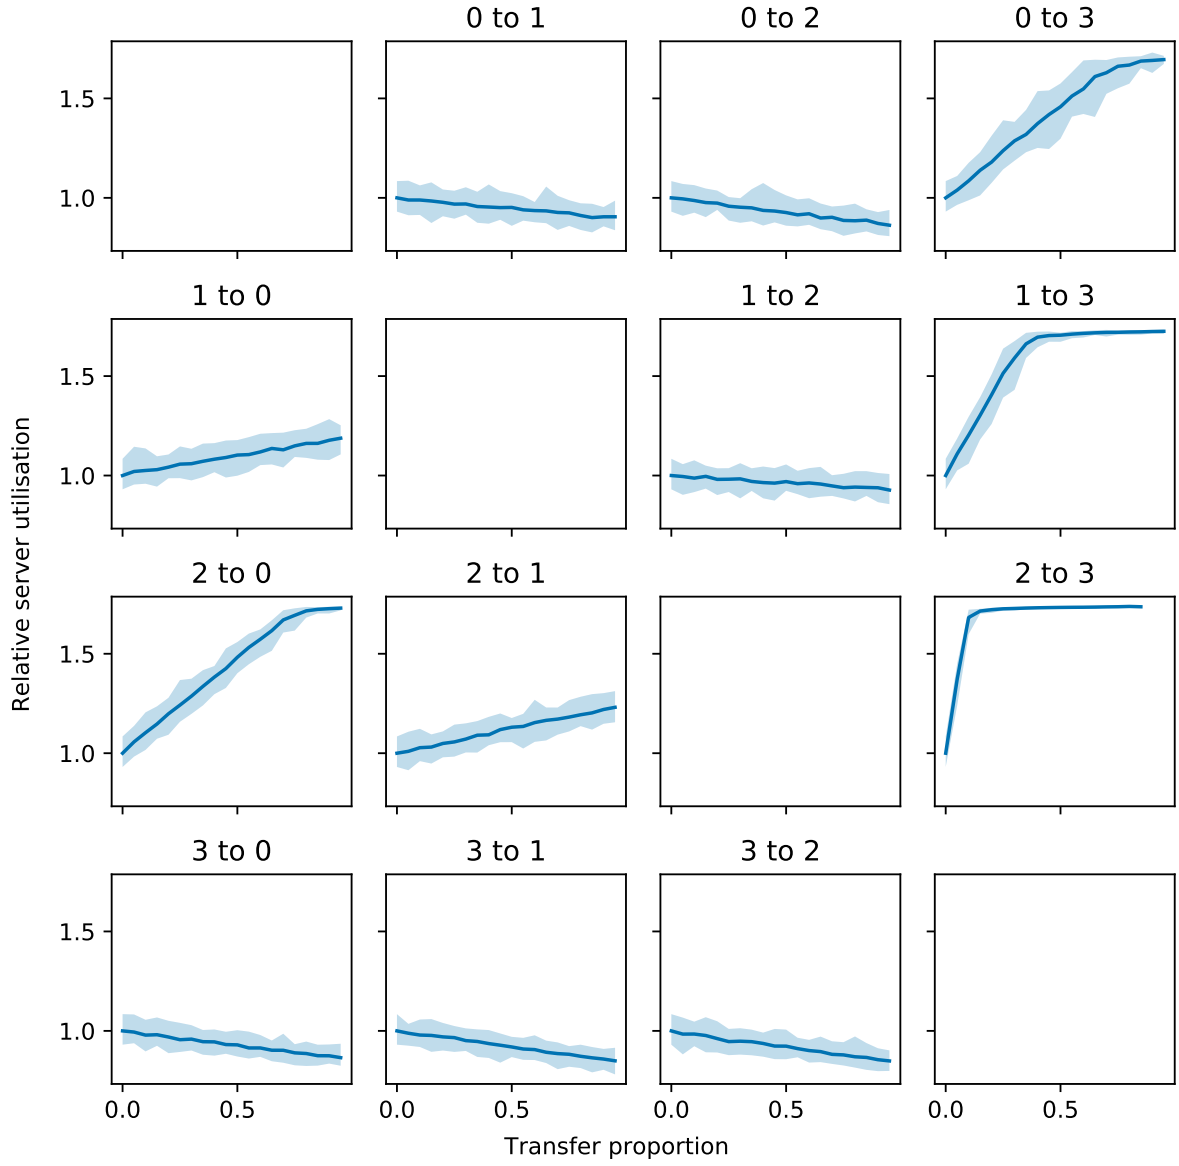 0 to 1
0 to 2
0 to 3
1.5
1.0
1 to 0
1 to 2
1 to 3
1.5
1.0
Relative server utilisation
2 to 0
2 to 1
2 to 3
1.5
1.0
3 to 0
3 to 1
3 to 2
1.5
1.0
0.0 0.5 0.0 0.5 0.0 0.5 0.0 0.5
Transfer proportion